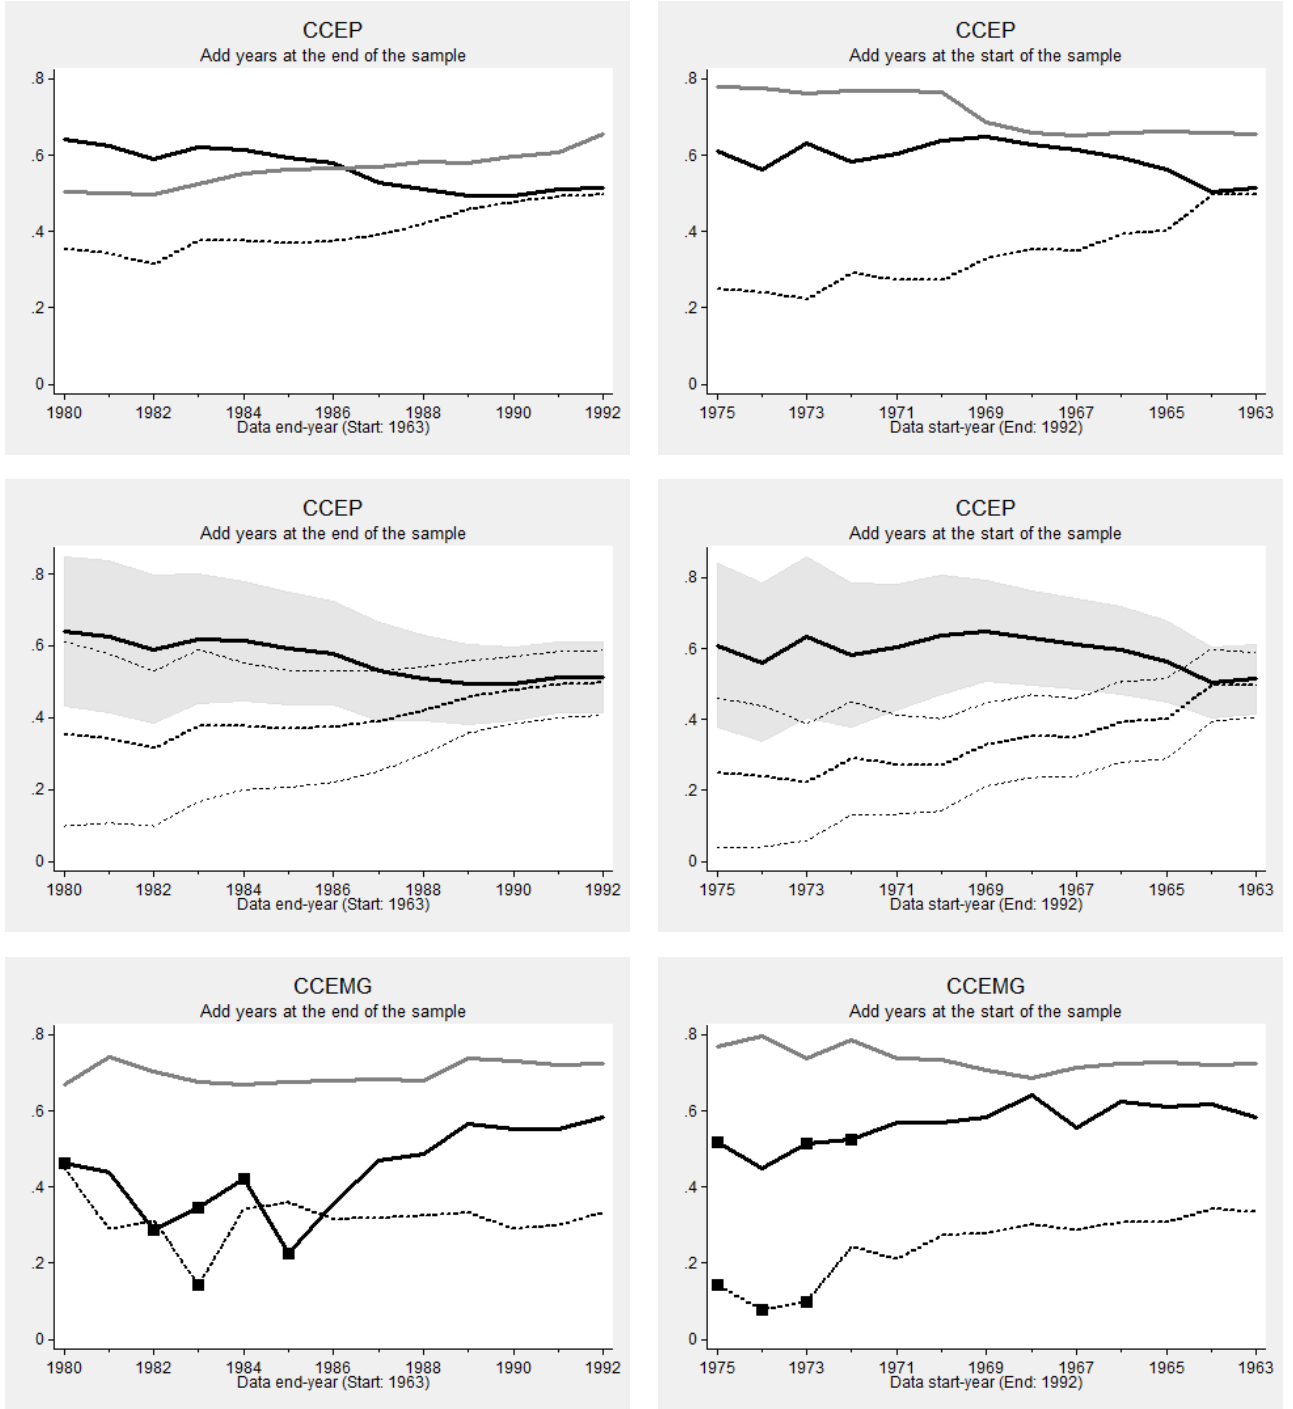 CCEP
Add years at the end of the sample
.8
.6
.4
.2
0
1980 1982 1984 1986 1988 1990 1992
Data end-year (Start: 1963)
CCEP
Add years at the start of the sample
.8
.6
.4
.2
0
1975 1973 1971 1969 1967 1965 1963
Data start-year (End: 1992)
CCEP
Add years at the end of the sample
.8
.6
.4
.2
0
1980 1982 1984 1986 1988 1990 1992
Data end-year (Start: 1963)
CCEP
Add years at the start of the sample
.8
.6
.4
.2
0
1975 1973 1971 1969 1967 1965 1963
Data start-year (End: 1992)
CCEMG
Add years at the end of the sample
.8
.6
.4
.2
0
1980 1982 1984 1986 1988 1990 1992
Data end-year (Start: 1963)
CCEMG
Add years at the start of the sample
.8
.6
.4
.2
0
1975 1973 1971 1969 1967 1965 1963
Data start-year (End: 1992)